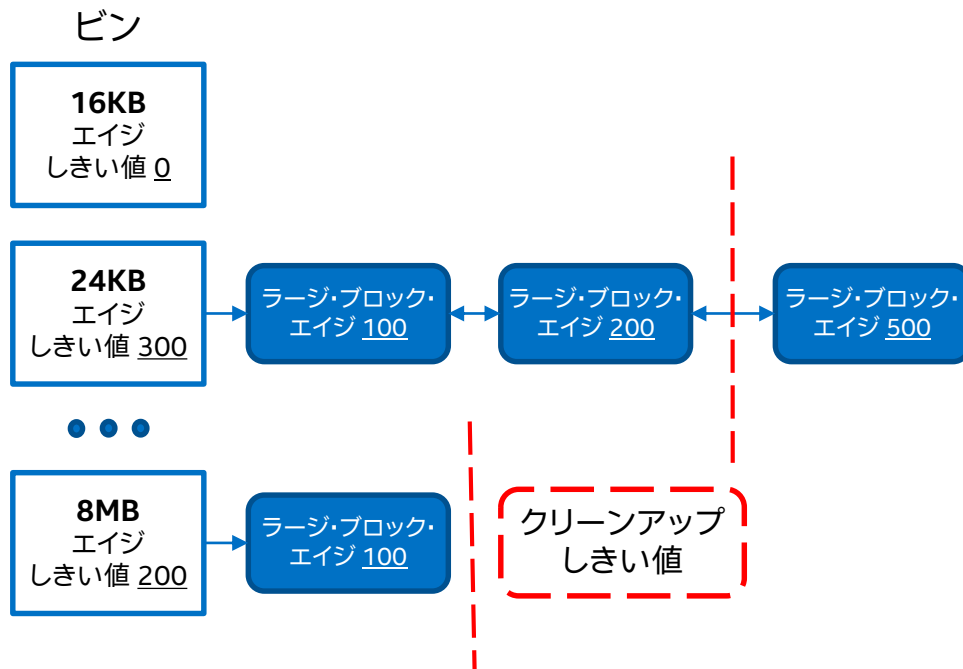 ビン
16KB
エイジ
しきい値 0
24KB
エイジ
しきい値 300
ラージ・ブロック・
エイジ 100
ラージ・ブロック・
エイジ 200
ラージ・ブロック・
エイジ 500
8MB
エイジ
しきい値 200
ラージ・ブロック・
エイジ 100
クリーンアップ
しきい値